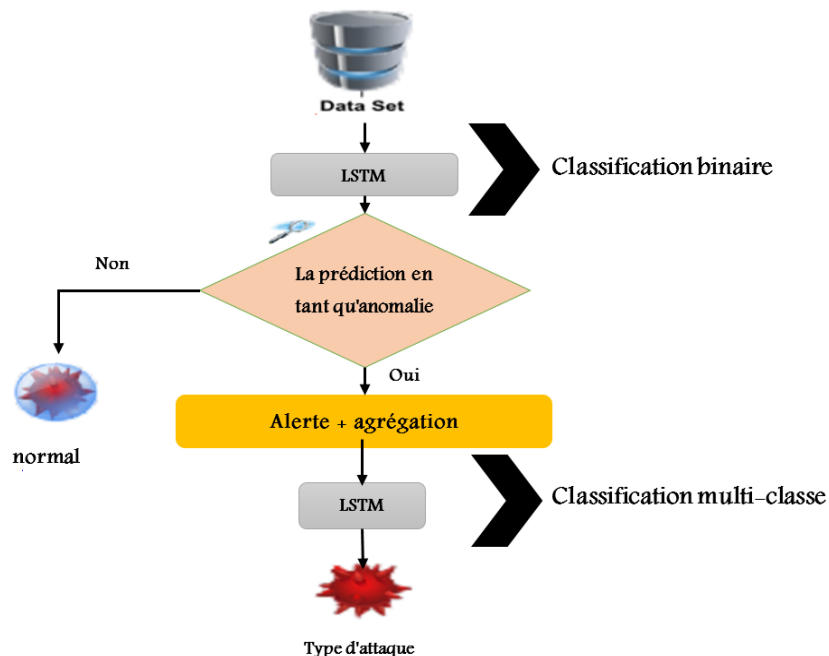 Data Set
LSTM
Classification binaire
La prédiction en
tant qu'anomalie
Non
Oui
normal
Alerte + agrégation
LSTM
Classification multi-classe
Type d'attaque